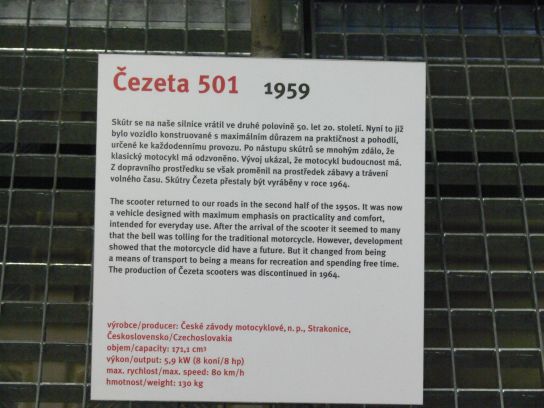 Čezeta 501 1959
Skútr se na naše silnice vrátil ve druhé polovině 50. let 20. století. Nyní to již
bylo vozidlo konstruované s maximálním důrazem na praktičnost a pohodlí,
určené ke každodennímu provozu. Po nástupu skútrů se mnohým zdálo, že
klasický motocykl má odzvoněno. Vývoj ukázal, že motocykl budoucnost má.
Z dopravního prostředku se však proměnil na prostředek zábavy a trávení
volného času. Skútry Čezeta přestaly být vyráběny v roce 1964.
The scooter returned to our roads in the second half of the 1950s. It was now
a vehicle designed with maximum emphasis on practicality and comfort,
intended for everyday use. After the arrival of the scooter it seemed to many
that the bell was tolling for the traditional motorcycle. However, development
showed that the motorcycle did have a future. But it changed from being
a means of transport to being a means for recreation and spending free time.
The production of Čezeta scooters was discontinued in 1964.
výrobce/producer: České závody motocyklové, n. p., Strakonice,
Československo/Czechoslovakia
objem/capacity: 171,1 cm³
výkon/output: 5,9 kW (8 koní/8 hp)
max. rychlost/max. speed: 80 km/h
hmotnost/weight: 130 kg